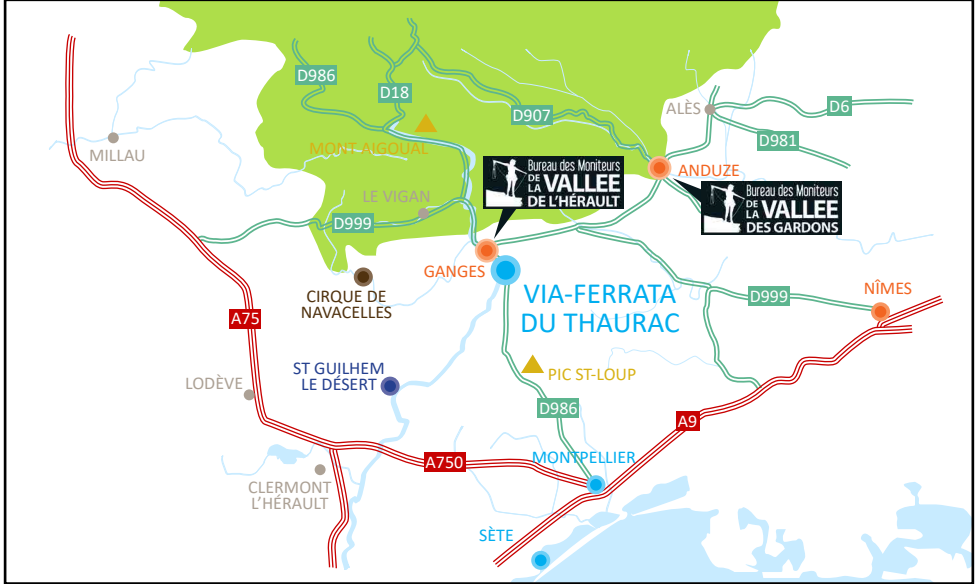 D986
D18
D907
ALÈS
D6
D981
MILLAU
MONT AIGOUAL
Bureau des Moniteurs
DE LA VALLEE
DE L'HÉRAULT
ANDUZE
LE VIGAN
Bureau des Moniteurs
DE LA VALLEE
DES GARDONS
D999
GANGES
CIRQUE DE
NAVACELLES
VIA-FERRATA
DU THAURAC
D999
NÎMES
A75
ST GUILHEM
LE DÉSERT
LODÈVE
PIC ST-LOUP
D986
A9
A750
MONTPELLIER
CLERMONT
L'HÉRAULT
SÈTE